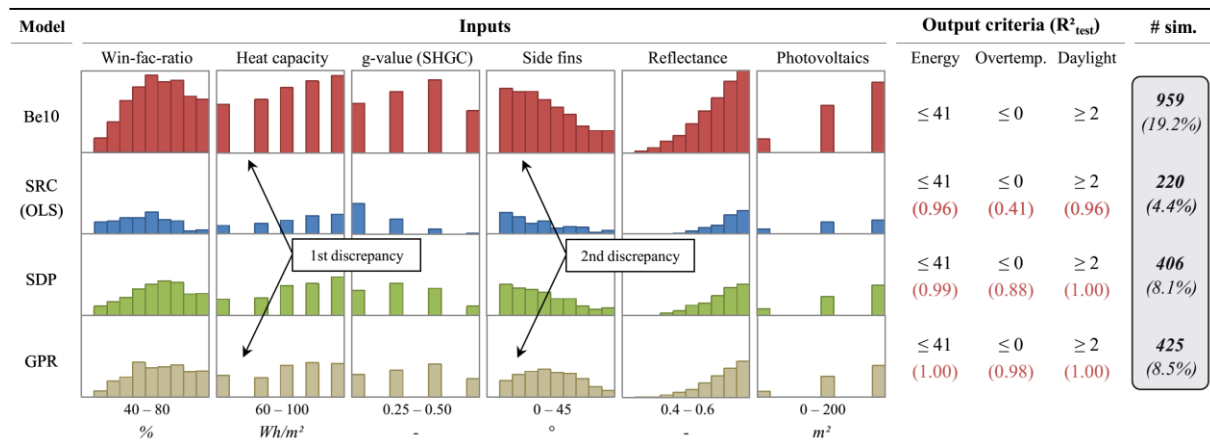 Model Inputs Output criteria (R²test) # sim.
Win-fac-ratio Heat capacity g-value (SHGC) Side fins Reflectance Photovoltaics Energy Overtemp. Daylight
Be10 ≤ 41 ≤ 0 ≥ 2 959
(19.2%)
SRC ≤ 41 ≤ 0 ≥ 2 220
(OLS) (0.96) (0.41) (0.96) (4.4%)
1st discrepancy 2nd discrepancy
SDP ≤ 41 ≤ 0 ≥ 2 406
(0.99) (0.88) (1.00) (8.1%)
GPR ≤ 41 ≤ 0 ≥ 2 425
(1.00) (0.98) (1.00) (8.5%)
40 – 80 60 – 100 0.25 – 0.50 0 – 45 0.4 – 0.6 0 – 200
% Wh/m² - ° - m²